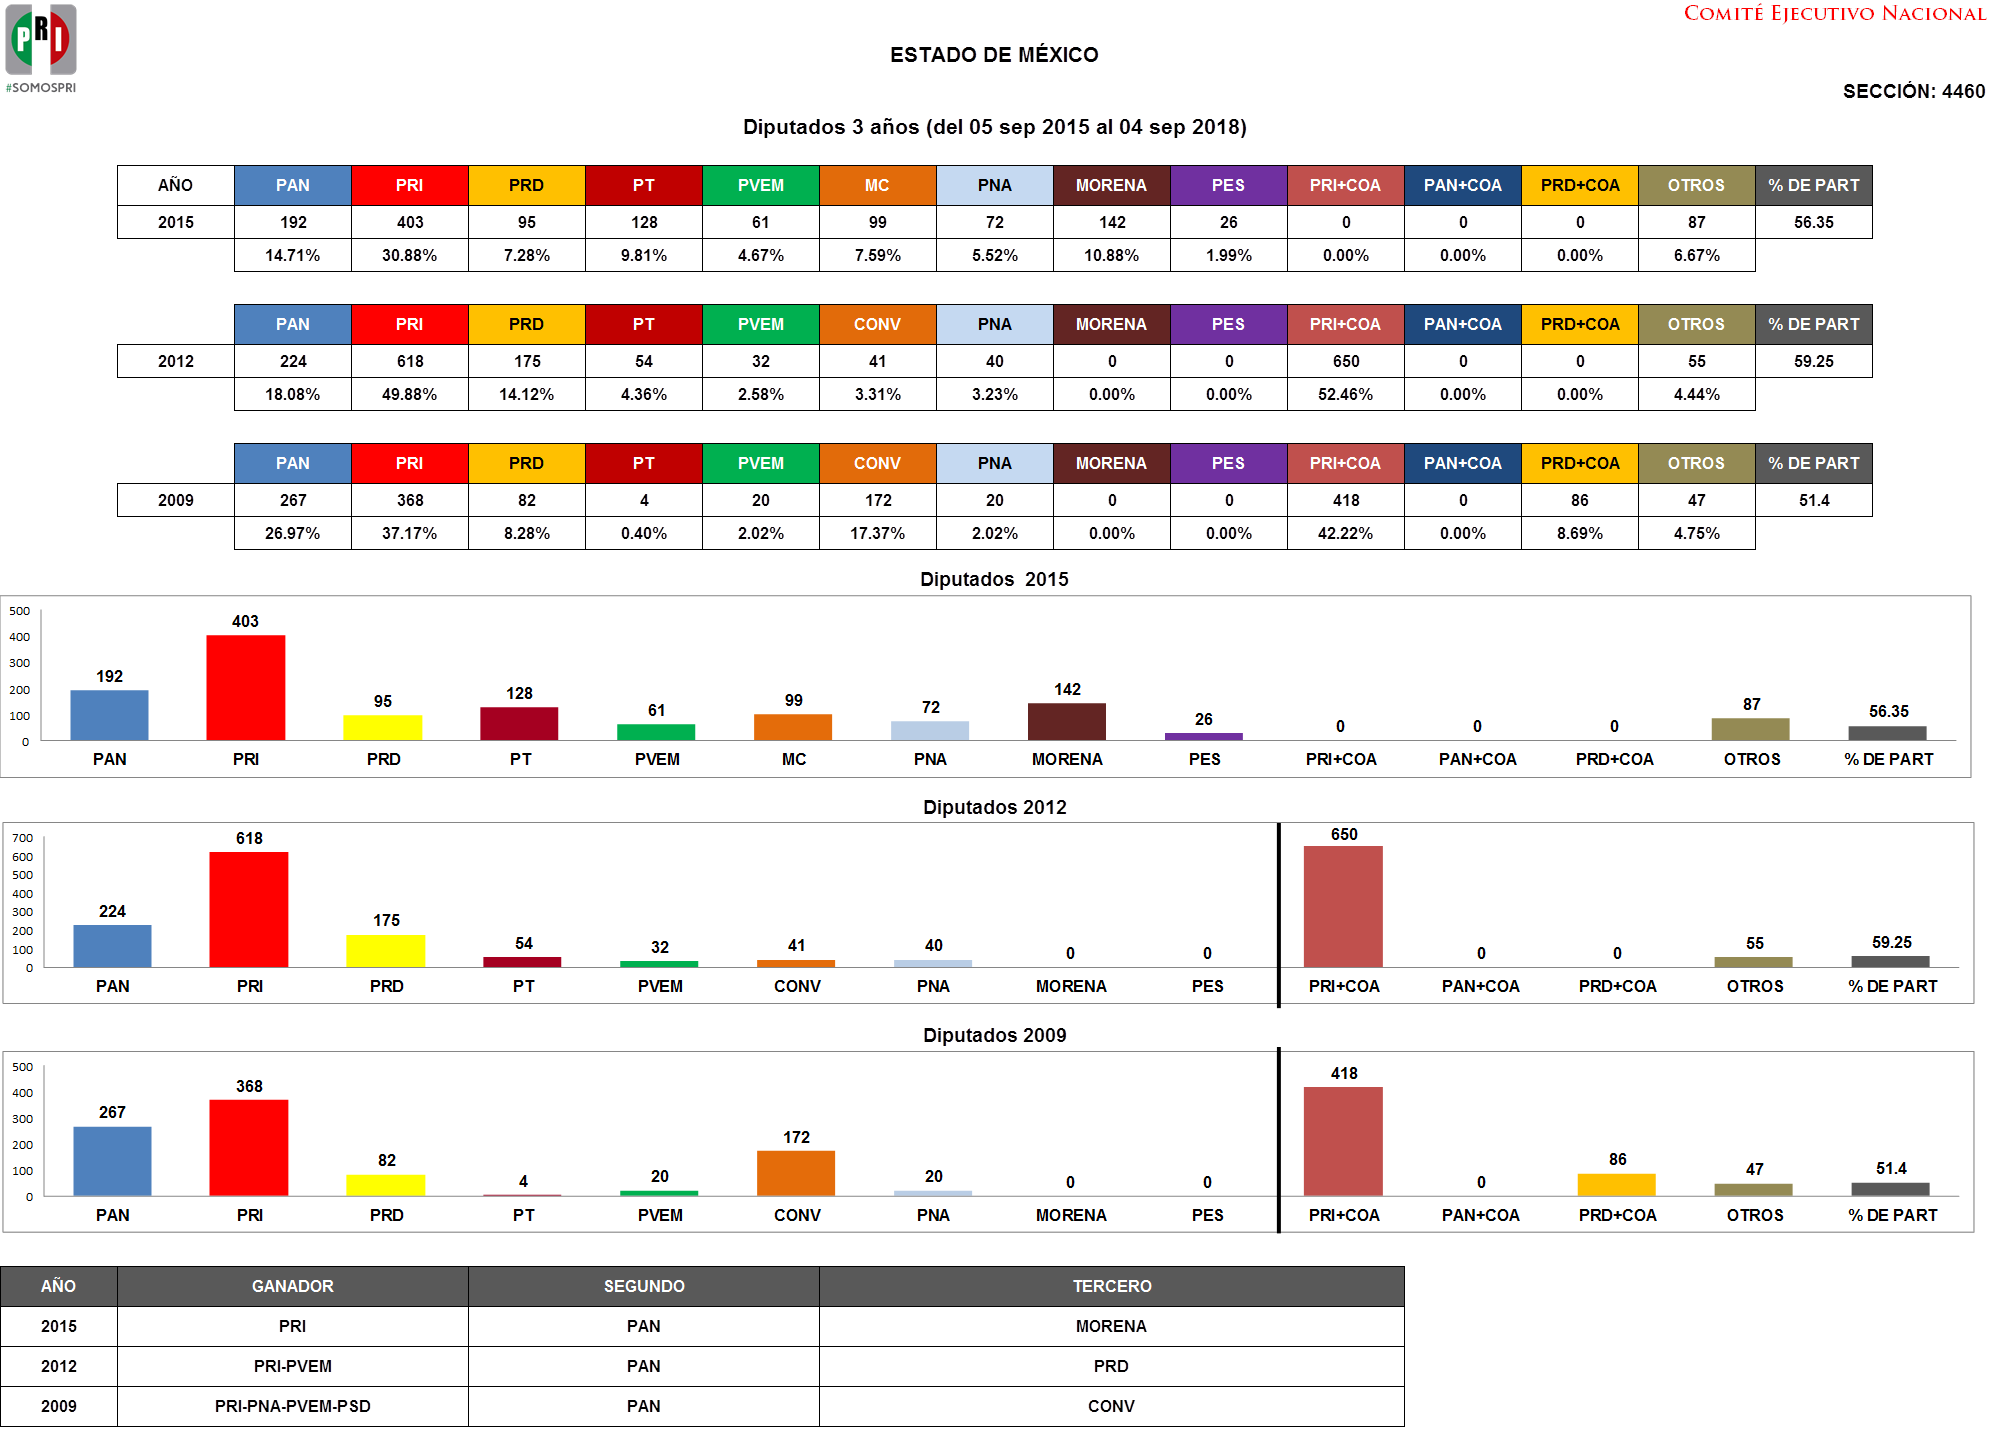 PRI
#SOMOSPRI
COMITÉ EJECUTIVO NACIONAL
ESTADO DE MÉXICO
SECCIÓN: 4460
Diputados 3 años (del 05 sep 2015 al 04 sep 2018)
AÑO PAN PRI PRD PT PVEM MC PNA MORENA PES PRI+COA PAN+COA PRD+COA OTROS % DE PART
2015 192 403 95 128 61 99 72 142 26 0 0 0 87 56.35
14.71% 30.88% 7.28% 9.81% 4.67% 7.59% 5.52% 10.88% 1.99% 0.00% 0.00% 0.00% 6.67%
PAN PRI PRD PT PVEM CONV PNA MORENA PES PRI+COA PAN+COA PRD+COA OTROS % DE PART
2012 224 618 175 54 32 41 40 0 0 650 0 0 55 59.25
18.08% 49.88% 14.12% 4.36% 2.58% 3.31% 3.23% 0.00% 0.00% 52.46% 0.00% 0.00% 4.44%
PAN PRI PRD PT PVEM CONV PNA MORENA PES PRI+COA PAN+COA PRD+COA OTROS % DE PART
2009 267 368 82 4 20 172 20 0 0 418 0 86 47 51.4
26.97% 37.17% 8.28% 0.40% 2.02% 17.37% 2.02% 0.00% 0.00% 42.22% 0.00% 8.69% 4.75%
Diputados 2015
500
400
300
200
100
0
192 403 95 128 61 99 72 142 26 0 0 0 87 56.35
PAN PRI PRD PT PVEM MC PNA MORENA PES PRI+COA PAN+COA PRD+COA OTROS % DE PART
Diputados 2012
700
600
500
400
300
200
100
0
224 618 175 54 32 41 40 0 0 650 0 0 55 59.25
PAN PRI PRD PT PVEM CONV PNA MORENA PES PRI+COA PAN+COA PRD+COA OTROS % DE PART
Diputados 2009
500
400
300
200
100
0
267 368 82 4 20 172 20 0 0 418 0 86 47 51.4
PAN PRI PRD PT PVEM CONV PNA MORENA PES PRI+COA PAN+COA PRD+COA OTROS % DE PART
AÑO GANADOR SEGUNDO TERCERO
2015 PRI PAN MORENA
2012 PRI-PVEM PAN PRD
2009 PRI-PNA-PVEM-PSD PAN CONV